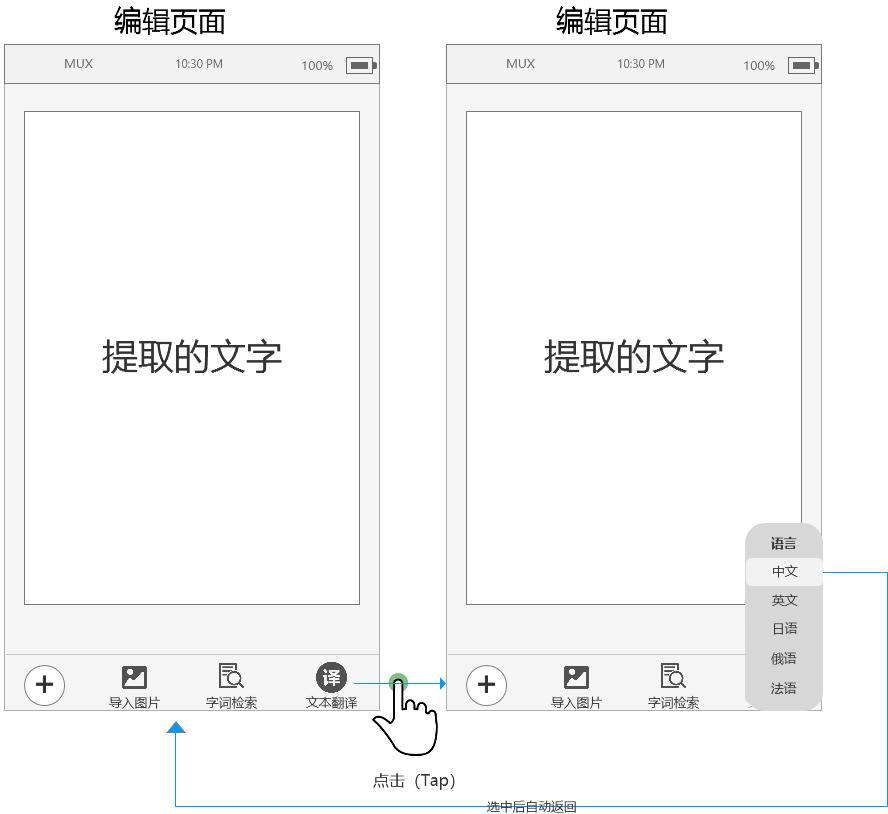 编辑页面
MUX 10:30 PM 100%
提取的文字
导入图片
字词检索
译
文本翻译
点击（Tap）
编辑页面
MUX 10:30 PM 100%
提取的文字
语言
中文
英文
日语
俄语
法语
导入图片
字词检索
选中后自动返回